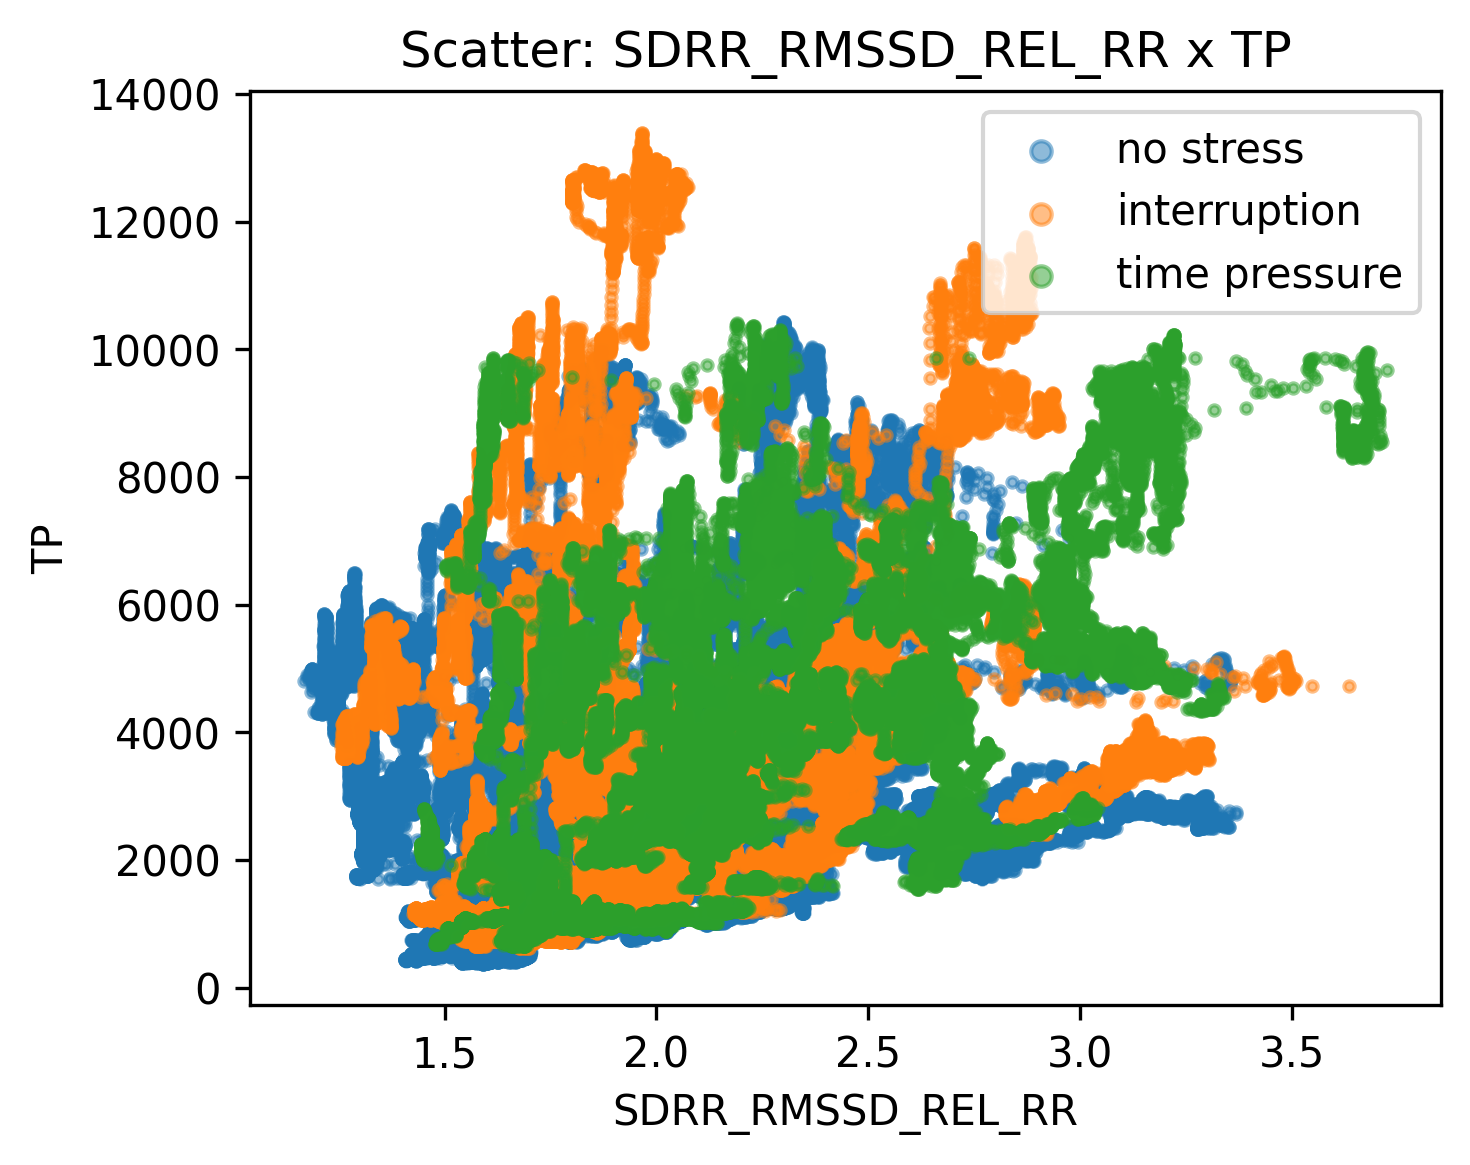 Scatter: SDRR_RMSSD_REL_RR x TP
14000
12000
10000
8000
6000
4000
2000
0
TP
no stress
interruption
time pressure
1.5 2.0 2.5 3.0 3.5
SDRR_RMSSD_REL_RR